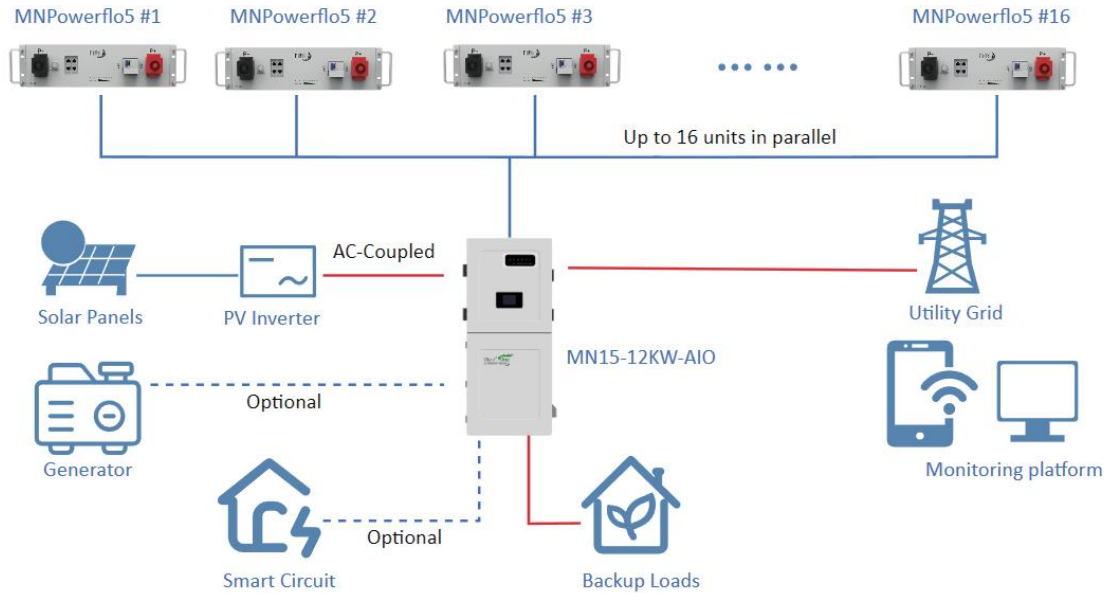 MNPowerflo5 #1
MNPowerflo5 #2
MNPowerflo5 #3
MNPowerflo5 #16
P-
P+
P-
P+
P-
P+
P-
P+
Up to 16 units in parallel
AC-Coupled
Solar Panels
PV Inverter
Utility Grid
MN15-12KW-AIO
Optional
Generator
Monitoring platform
Optional
Smart Circuit
Backup Loads